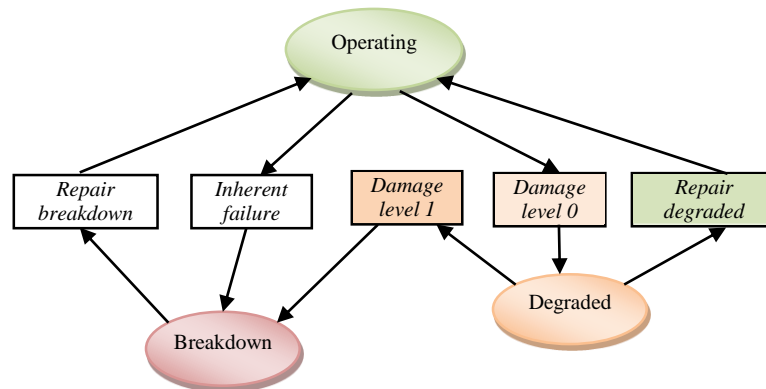 Operating
Repair
breakdown
Inherent
failure
Damage
level 1
Damage
level 0
Repair
degraded
Degraded
Breakdown